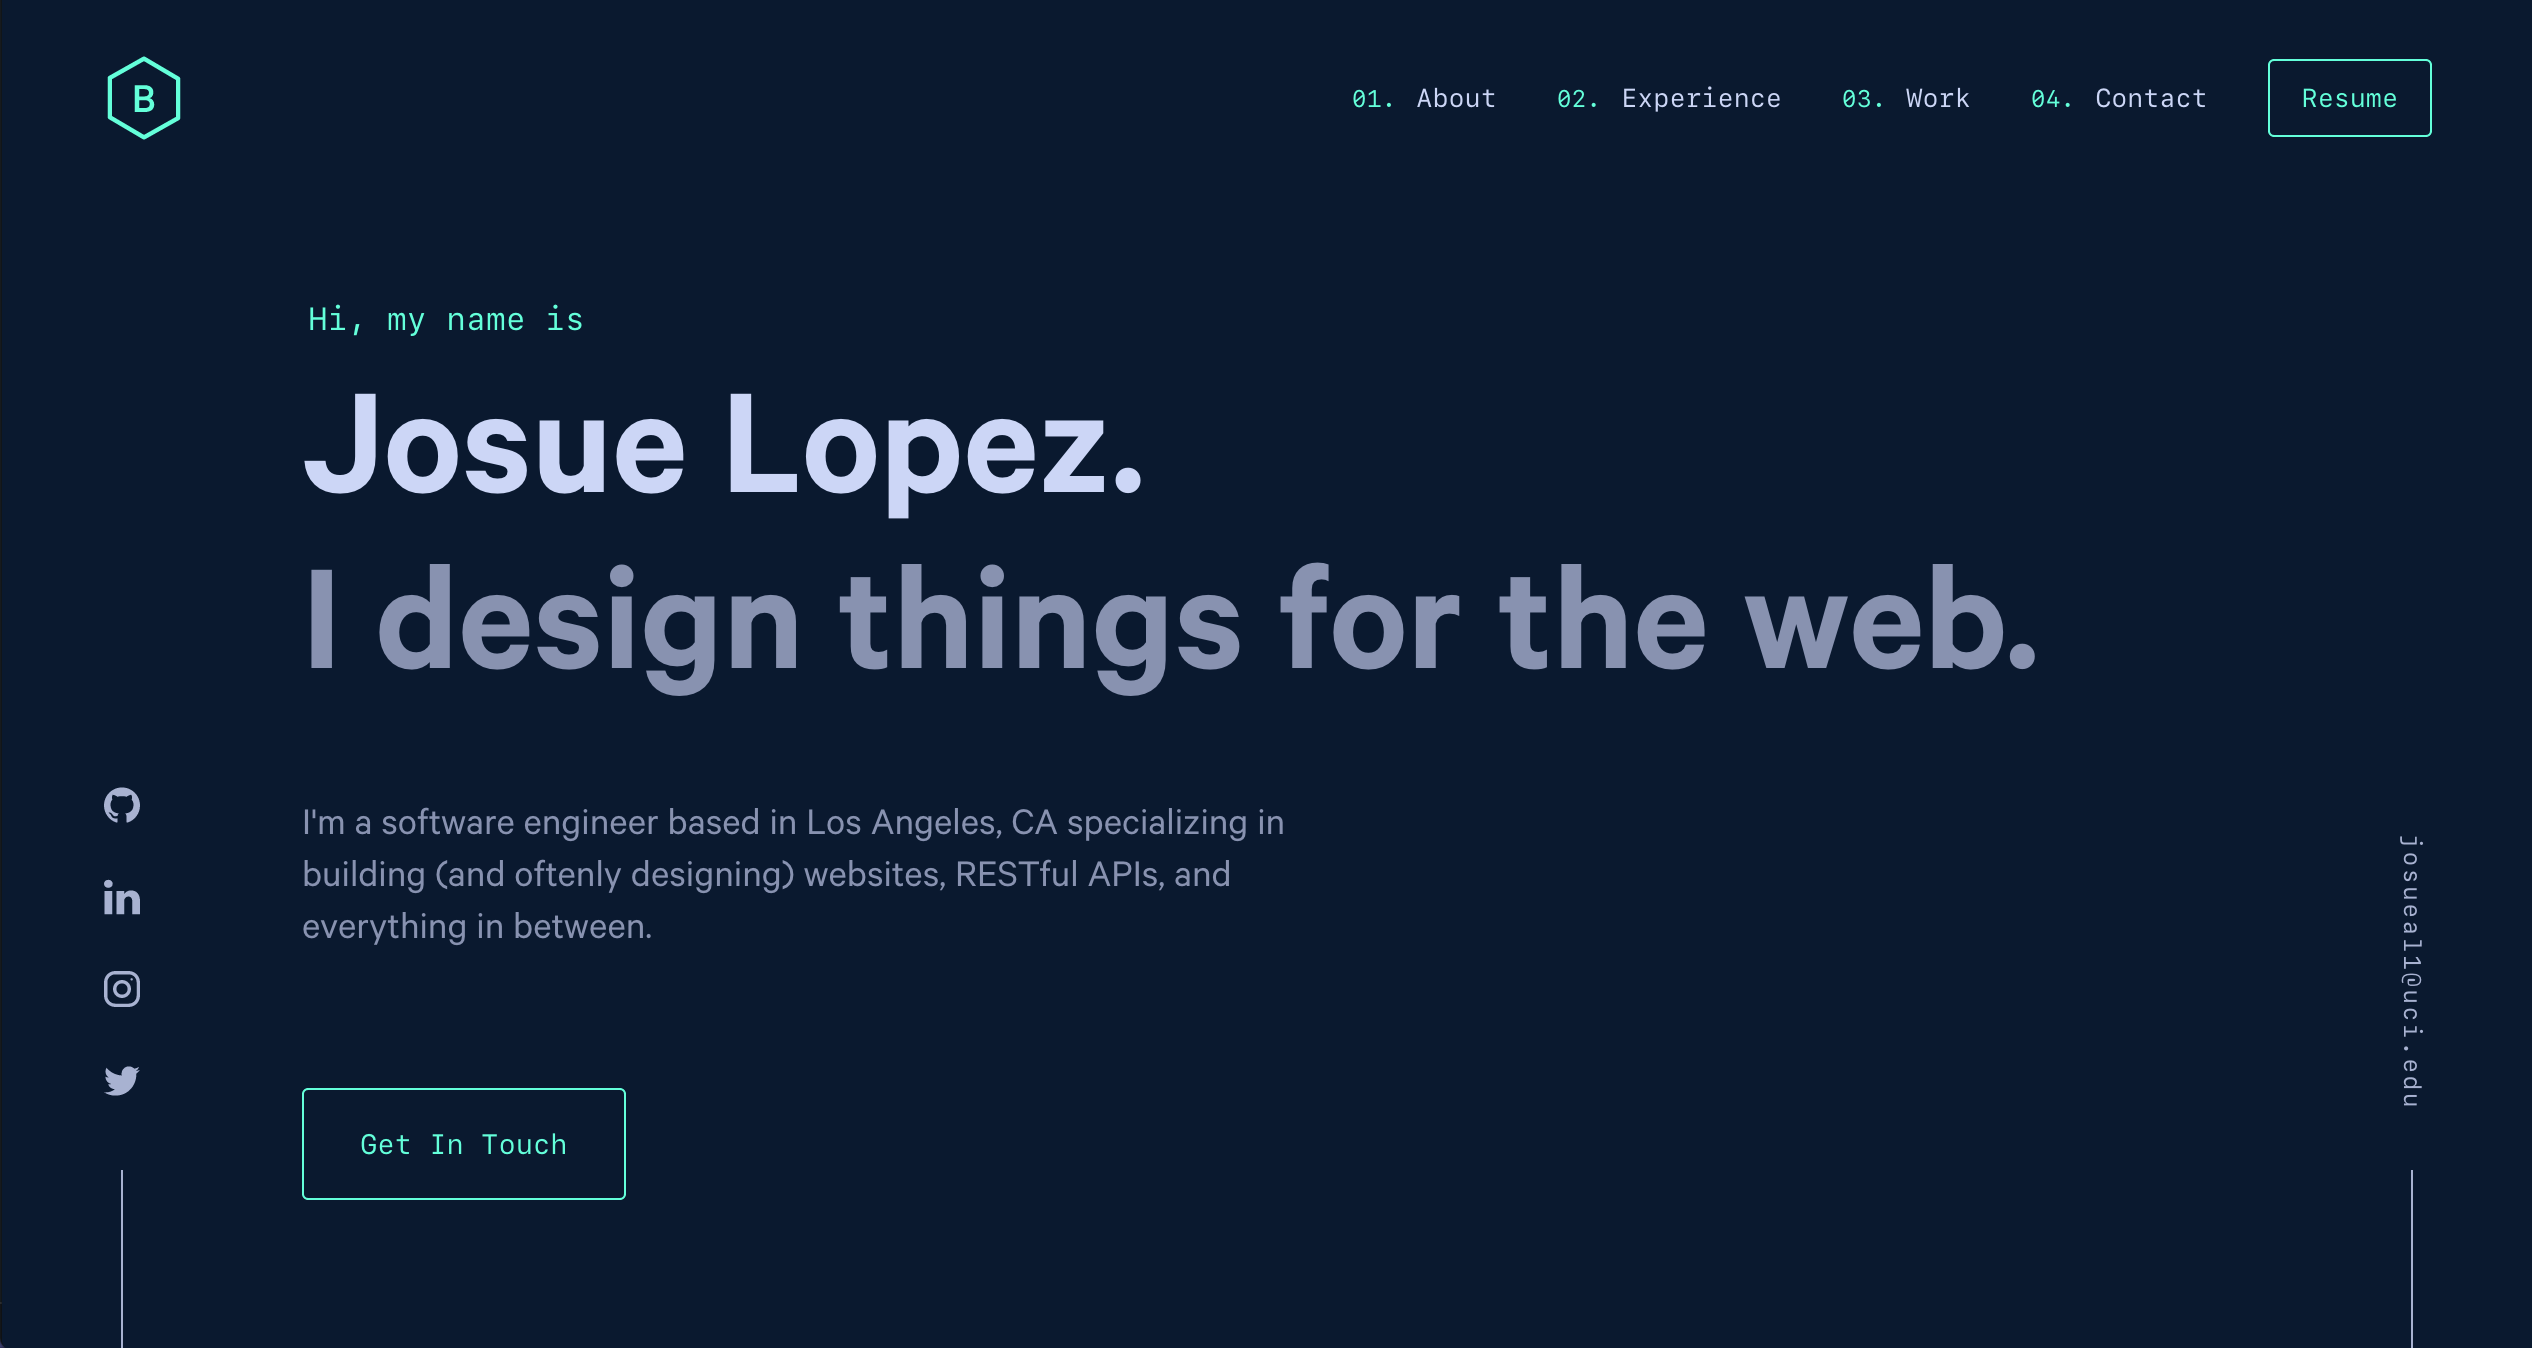 B
01. About 02. Experience 03. Work 04. Contact Resume
Hi, my name is
Josue Lopez.
I design things for the web.
I'm a software engineer based in Los Angeles, CA specializing in
building (and oftenly designing) websites, RESTful APIs, and
everything in between.
in
Get In Touch
josueal1@uci.edu